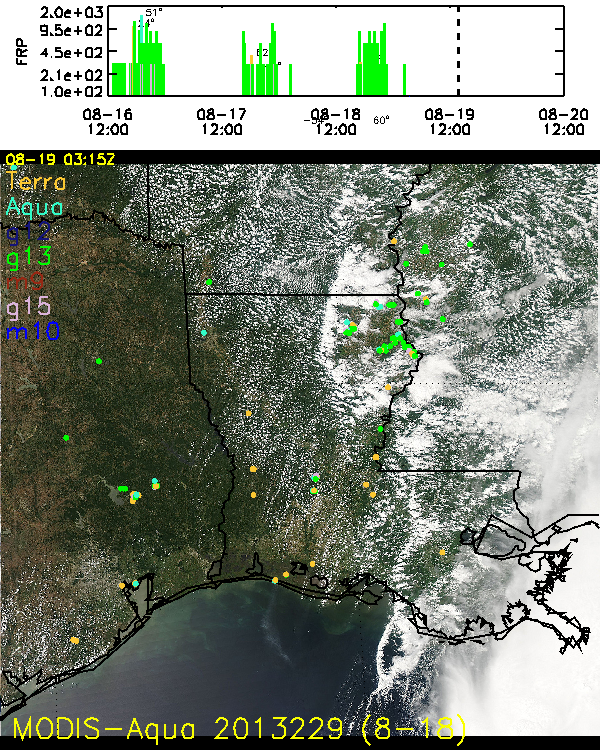 2.0e+03
9.5e+02
4.5e+02
2.1e+02
1.0e+02
FRP
51°
08-16 08-17 08-18 08-19 08-20
12:00 12:00 12:00 12:00 12:00
60°
08-19 03:15Z
Terra
Aqua
g12
g13
m9
g15
m10
MODIS-Aqua 2013229 (8-18)